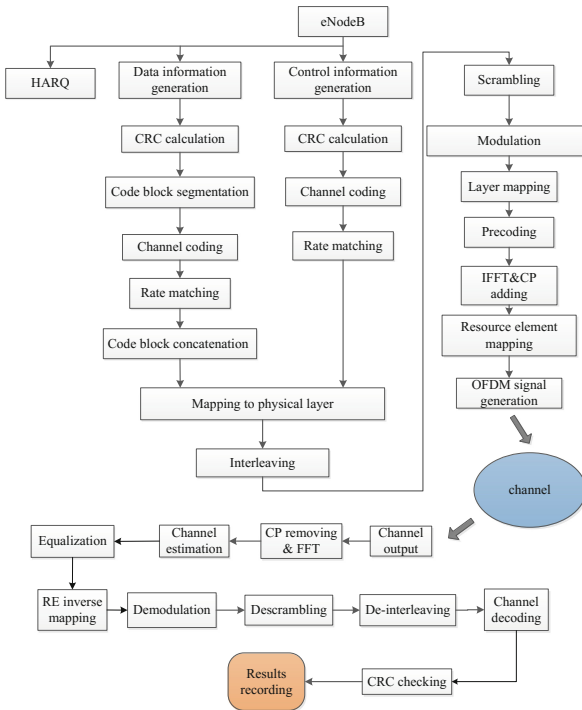 eNodeB
HARQ
Data information
generation
Control information
generation
Scrambling
CRC calculation
CRC calculation
Modulation
Code block segmentation
Channel coding
Layer mapping
Channel coding
Rate matching
Precoding
Rate matching
IFFT&CP
adding
Code block concatenation
Resource element
mapping
Mapping to physical layer
OFDM signal
generation
Interleaving
channel
Equalization
Channel
estimation
CP removing
& FFT
Channel
output
RE inverse
mapping
Demodulation
Descrambling
De-interleaving
Channel
decoding
Results
recording
CRC checking